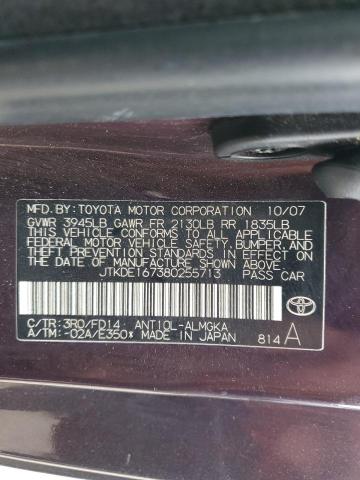 MFD. BY: TOYOTA MOTOR CORPORATION 10/07
GVWR 3945LB GAWR FR 2130LB RR 1835LB
THIS VEHICLE CONFORMS TO ALL APPLICABLE
FEDERAL MOTOR VEHICLE SAFETY, BUMPER, AND
THEFT PREVENTION STANDARDS IN EFFECT ON
THE DATE OF MANUFACTURE SHOWN ABOVE.
JTKDE167380255713 PASS. CAR
C/TR: 3R0/FD14 ANT10L-ALMGKA
A/TM: -02A/E350* MADE IN JAPAN 814A